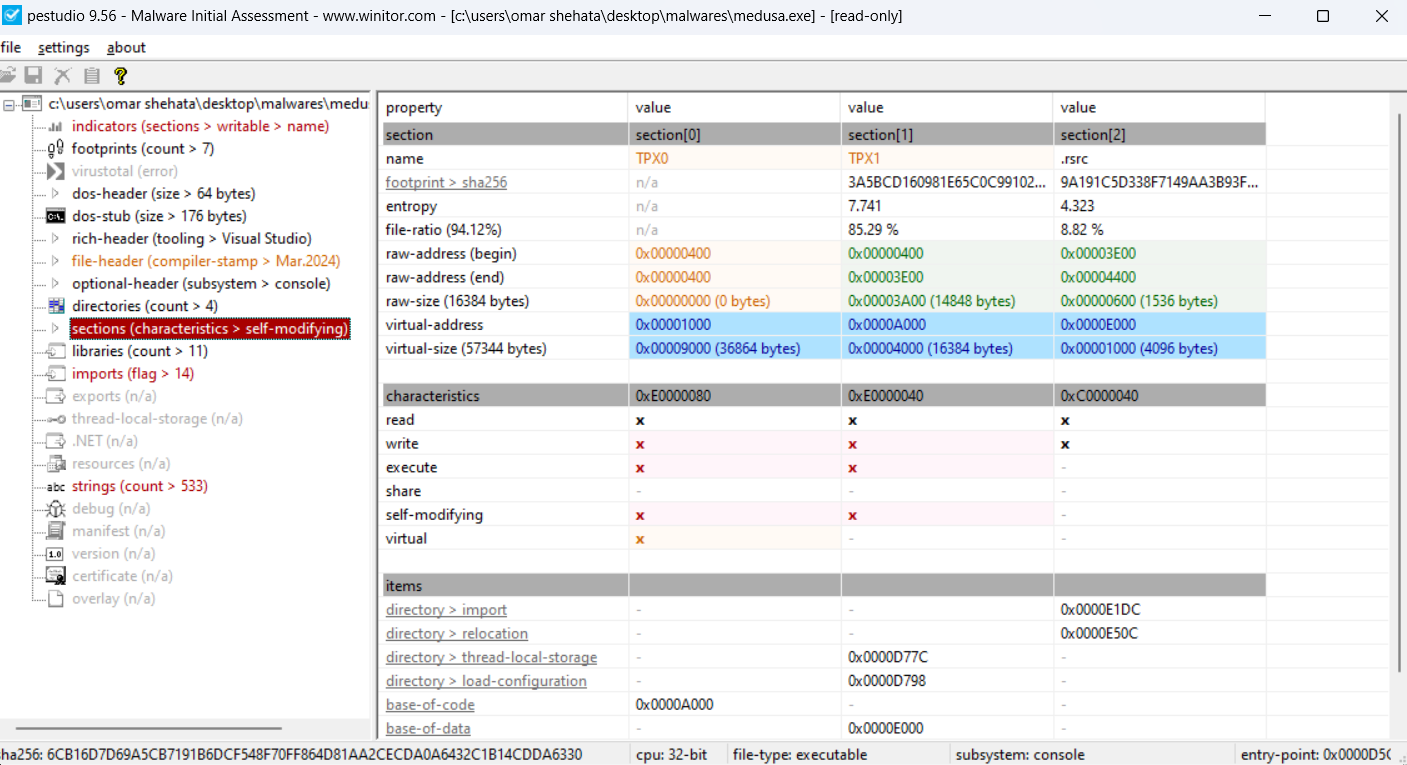 pestudio 9.56 - Malware Initial Assessment - www.winitor.com - [c:\users\omar shehata\desktop\malwares\medusa.exe] - [read-only]
file settings about
c:\users\omar shehata\desktop\malwares\medu
indicators (sections > writable > name)
footprints (count > 7)
virustotal (error)
dos-header (size > 64 bytes)
dos-stub (size > 176 bytes)
rich-header (tooling > Visual Studio)
file-header (compiler-stamp > Mar.2024)
optional-header (subsystem > console)
directories (count > 4)
sections (characteristics > self-modifying)
libraries (count > 11)
imports (flag > 14)
exports (n/a)
thread-local-storage (n/a)
.NET (n/a)
resources (n/a)
abc strings (count > 533)
debug (n/a)
manifest (n/a)
1.0 version (n/a)
certificate (n/a)
overlay (n/a)
property value value value
section section[0] section[1] section[2]
name TPX0 TPX1 .rsrc
footprint > sha256 n/a 3A5BCD160981E65C0C99102... 9A191C5D338F7149AA3B93F...
entropy n/a 7.741 4.323
file-ratio (94.12%) n/a 85.29 % 8.82 %
raw-address (begin) 0x00000400 0x00000400 0x00003E00
raw-address (end) 0x00000400 0x00003E00 0x00004400
raw-size (16384 bytes) 0x00000000 (0 bytes) 0x00003A00 (14848 bytes) 0x00000600 (1536 bytes)
virtual-address 0x00001000 0x0000A000 0x0000E000
virtual-size (57344 bytes) 0x00009000 (36864 bytes) 0x00004000 (16384 bytes) 0x00001000 (4096 bytes)
characteristics 0xE0000080 0xE0000040 0xC0000040
read x x x
write x x x
execute x x -
share - - -
self-modifying x x -
virtual x - -
items
directory > import - - 0x0000E1DC
directory > relocation - - 0x0000E50C
directory > thread-local-storage - 0x0000D77C -
directory > load-configuration - 0x0000D798 -
base-of-code 0x0000A000 - -
base-of-data - 0x0000E000 -
ha256: 6CB16D7D69A5CB7191B6DCF548F70FF864D81AA2CECDA0A6432C1B14CDDA6330 cpu: 32-bit file-type: executable subsystem: console entry-point: 0x0000D5